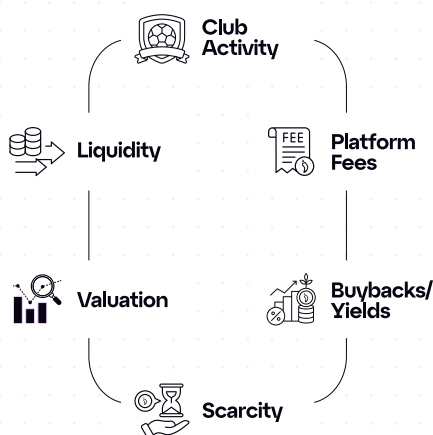 Club
Activity
Liquidity
FEE
Platform
Fees
Valuation
%
Buybacks/
Yields
Scarcity